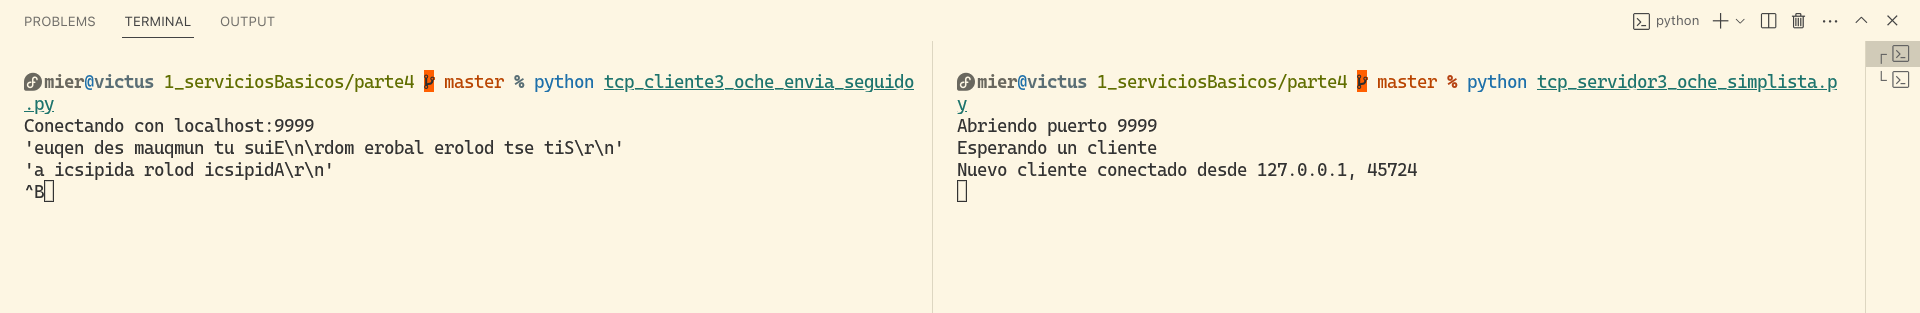 PROBLEMS TERMINAL OUTPUT
python
mier@victus 1_serviciosBasicos/parte4 master % python tcp_cliente3_oche_envia_seguido
.py
Conectando con localhost:9999
'euqen des mauqmun tu suiE\n\rdom erobal erolod tse tiS\r\n'
'a icsipida rolod icsipidA\r\n'
^B
mier@victus 1_serviciosBasicos/parte4 master % python tcp_servidor3_oche_simplista.p
y
Abriendo puerto 9999
Esperando un cliente
Nuevo cliente conectado desde 127.0.0.1, 45724